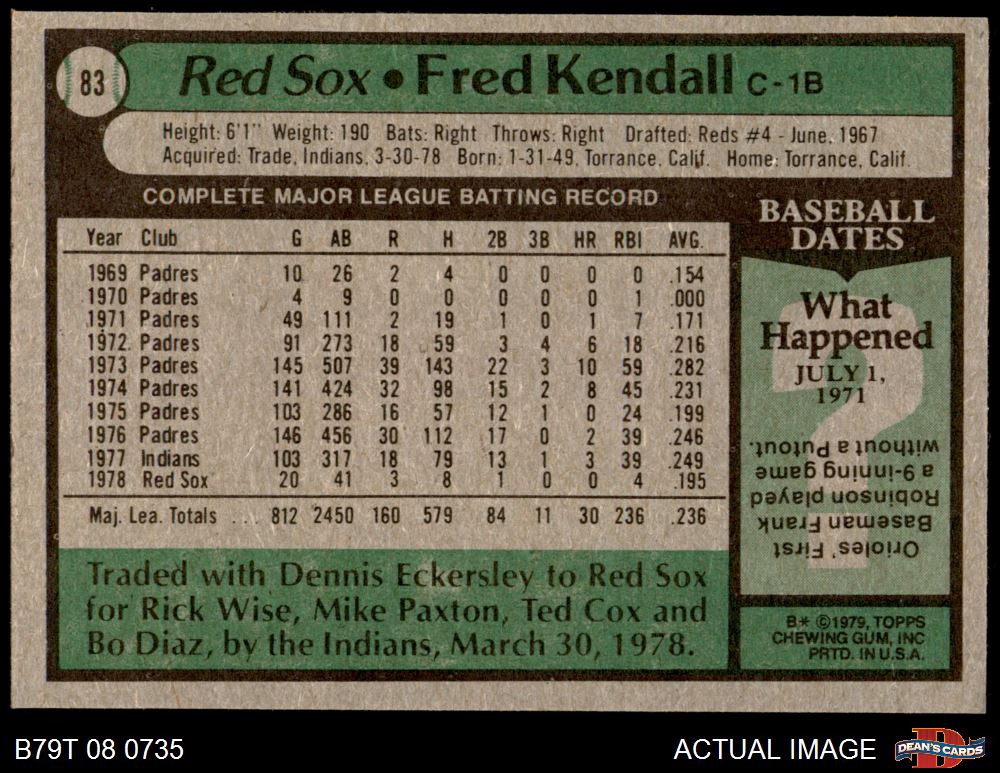 83
Red Sox • Fred Kendall C-1B
Height: 6'1" Weight: 190 Bats: Right Throws: Right Drafted: Reds #4 - June, 1967
Acquired: Trade, Indians, 3-30-78 Born: 1-31-49, Torrance, Calif. Home: Torrance, Calif.
COMPLETE MAJOR LEAGUE BATTING RECORD
Year Club G AB R H 2B 3B HR RBI AVG.
1969 Padres 10 26 2 4 0 0 0 0 .154
1970 Padres 4 9 0 0 0 0 0 1 .000
1971 Padres 49 111 2 19 1 0 1 7 .171
1972 Padres 91 273 18 59 3 4 6 18 .216
1973 Padres 145 507 39 143 22 3 10 59 .282
1974 Padres 141 424 32 98 15 2 8 45 .231
1975 Padres 103 286 16 57 12 1 0 24 .199
1976 Padres 146 456 30 112 17 0 2 39 .246
1977 Indians 103 317 18 79 13 1 3 39 .249
1978 Red Sox 20 41 3 8 1 0 0 4 .195
Maj. Lea. Totals ... 812 2450 160 579 84 11 30 236 .236
Traded with Dennis Eckersley to Red Sox
for Rick Wise, Mike Paxton, Ted Cox and
Bo Diaz, by the Indians, March 30, 1978.
BASEBALL
DATES
What
Happened
JULY 1,
1971
?
Orioles' First
Baseman Frank
Robinson played
a 9-inning game
without a Putout.
B* ©1979, TOPPS
CHEWING GUM, INC
PRTD. IN U.S.A.
B79T 08 0735
ACTUAL IMAGE
D
DEAN'S CARDS